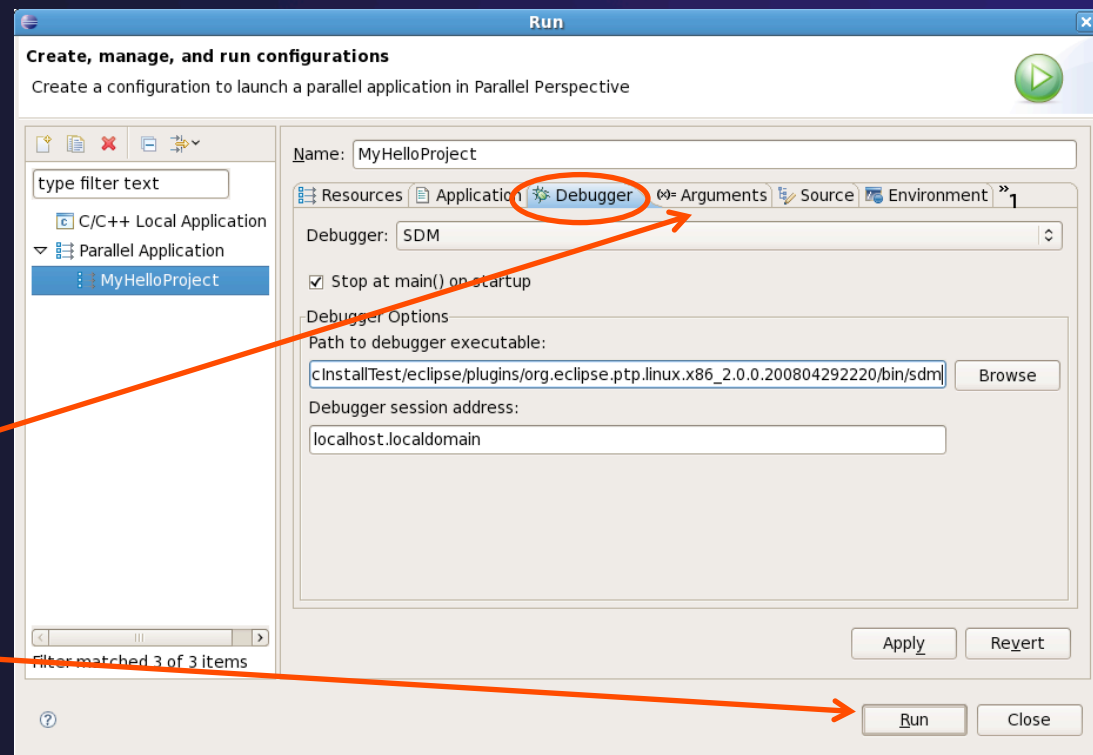 Run
Create, manage, and run configurations
Create a configuration to launch a parallel application in Parallel Perspective
type filter text
C/C++ Local Application
Parallel Application
MyHelloProject
Filter matched 3 of 3 items
Name: MyHelloProject
Resources Application Debugger (x)= Arguments Source Environment »1
Debugger: SDM
Stop at main() on startup
Debugger Options
Path to debugger executable:
cInstallTest/eclipse/plugins/org.eclipse.ptp.linux.x86_2.0.0.200804292220/bin/sdm Browse
Debugger session address:
localhost.localdomain
Apply Revert
Run Close